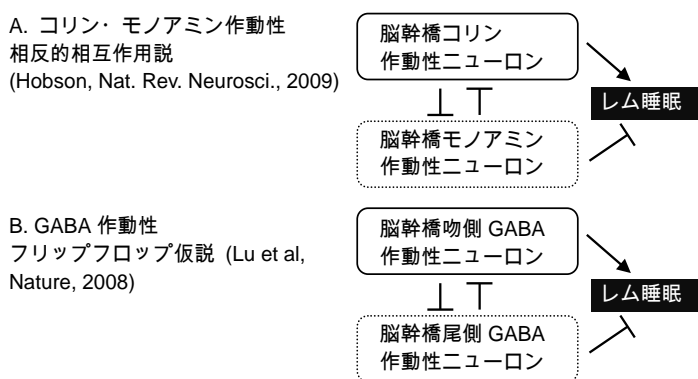 A. コリン・モノアミン作動性
相反的相互作用説
(Hobson, Nat. Rev. Neurosci., 2009)
脳幹橋コリン
作動性ニューロン
レム睡眠
脳幹橋モノアミン
作動性ニューロン
B. GABA 作動性
フリップフロップ仮説 (Lu et al,
Nature, 2008)
脳幹橋吻側 GABA
作動性ニューロン
レム睡眠
脳幹橋尾側 GABA
作動性ニューロン